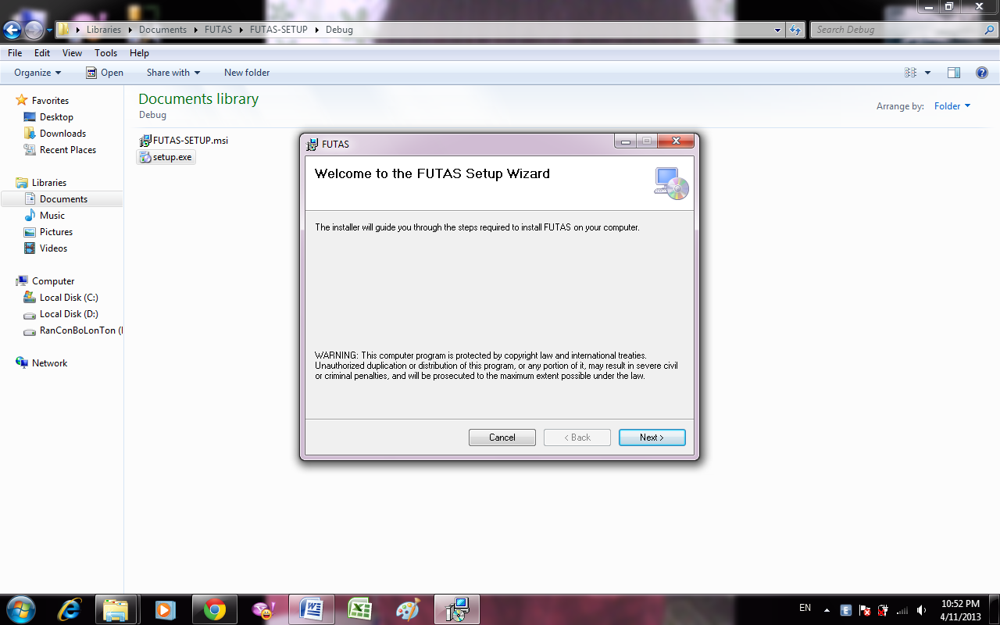 Libraries Documents FUTAS FUTAS-SETUP Debug
Search Debug
File Edit View Tools Help
Organize Open Share with New folder
Favorites
Desktop
Downloads
Recent Places
Libraries
Documents
Music
Pictures
Videos
Computer
Local Disk (C:)
Local Disk (D:)
RanConBoLonTon (
Network
Documents library
Debug
Arrange by: Folder
FUTAS-SETUP.msi
setup.exe
FUTAS
Welcome to the FUTAS Setup Wizard
The installer will guide you through the steps required to install FUTAS on your computer.
WARNING: This computer program is protected by copyright law and international treaties.
Unauthorized duplication or distribution of this program, or any portion of it, may result in severe civil
or criminal penalties, and will be prosecuted to the maximum extent possible under the law.
Cancel < Back Next >
EN
10:52 PM
4/11/2013